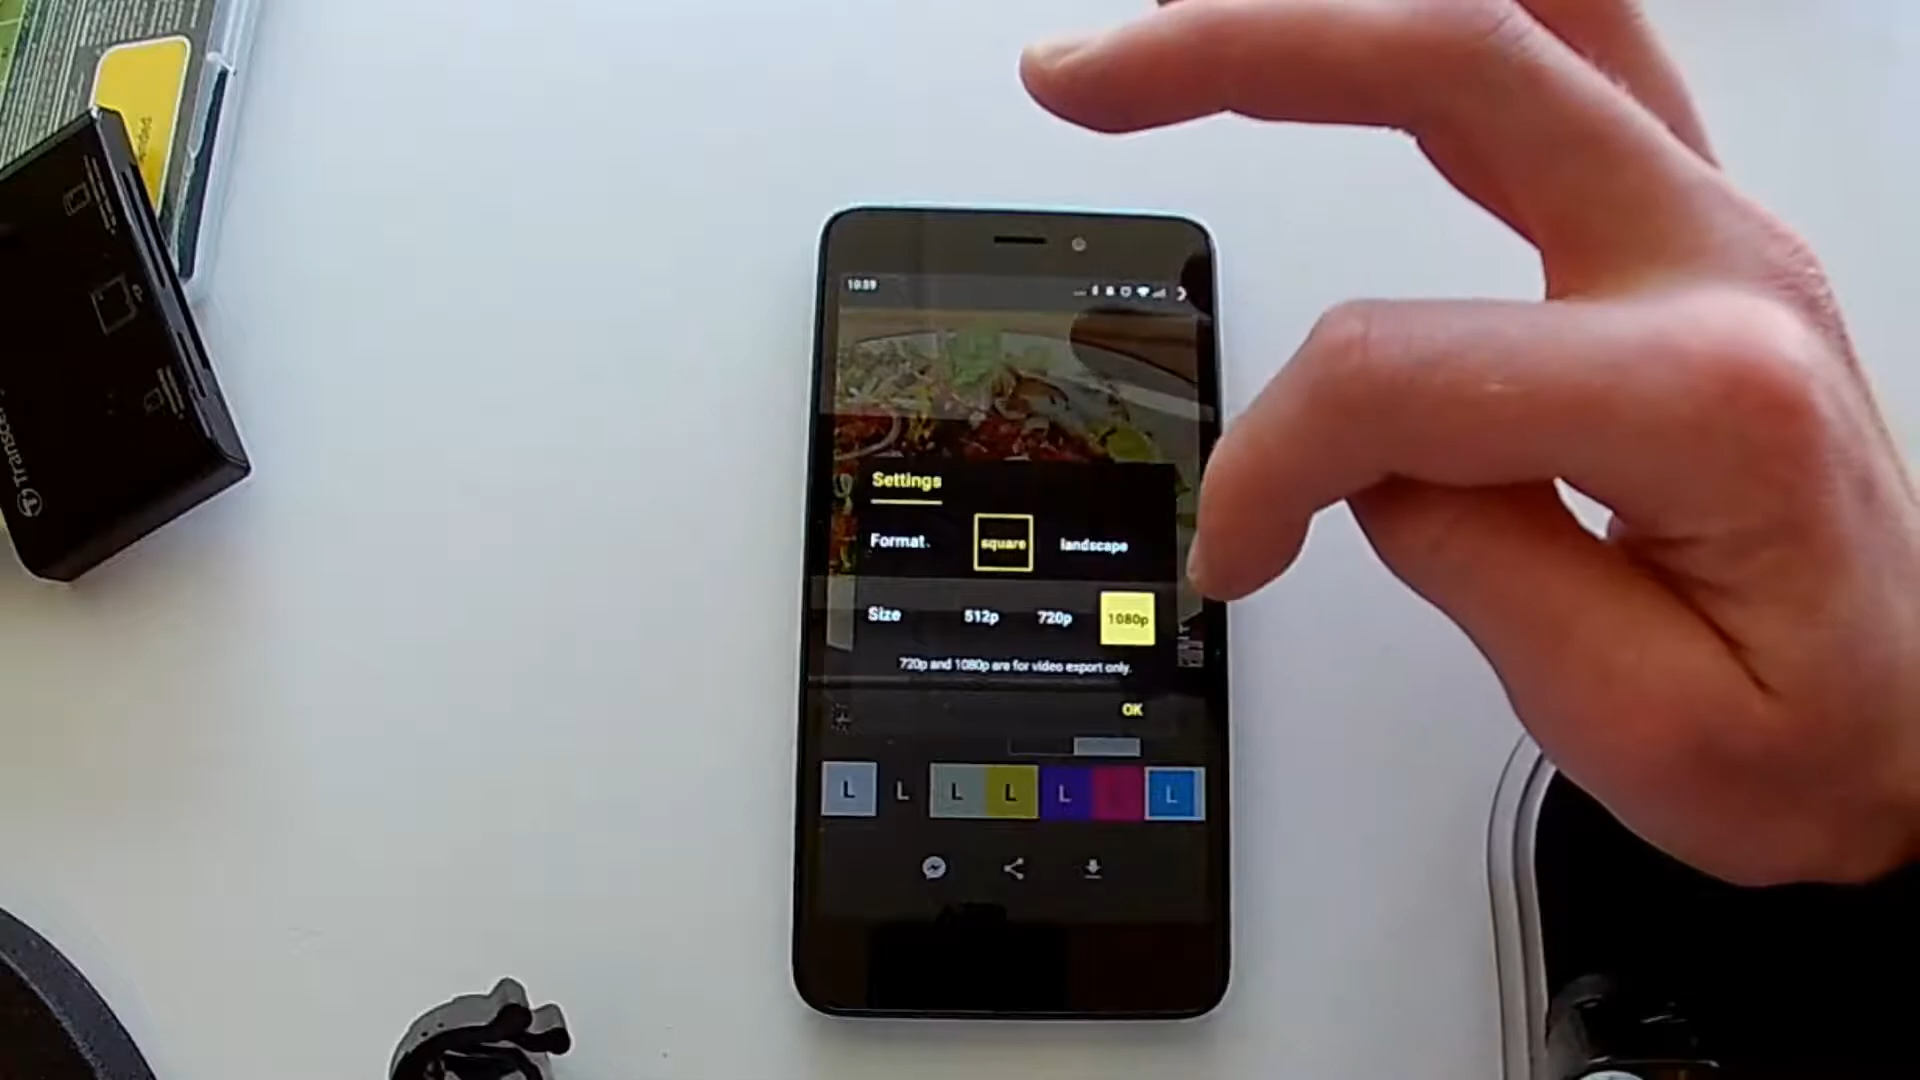 10:39
Settings
Format
square
landscape
Size
512p
720p
1080p
720p and 1080p are for video export only.
OK
L
L
L
L
L
L
Transcend